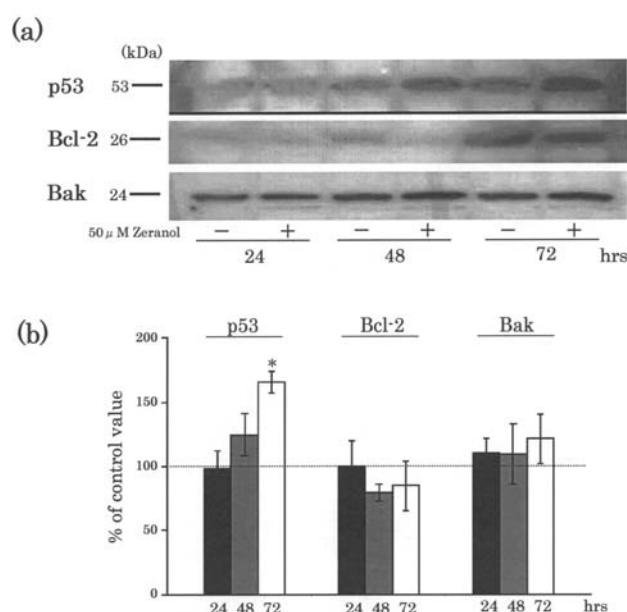 (a)
(kDa)
p53 53
Bcl-2 26
Bak 24
50 μM Zeranol − + − + − +
24 48 72 hrs
(b)
p53 Bcl-2 Bak
% of control value
200
150
100
50
0
*
24 48 72 24 48 72 24 48 72 hrs